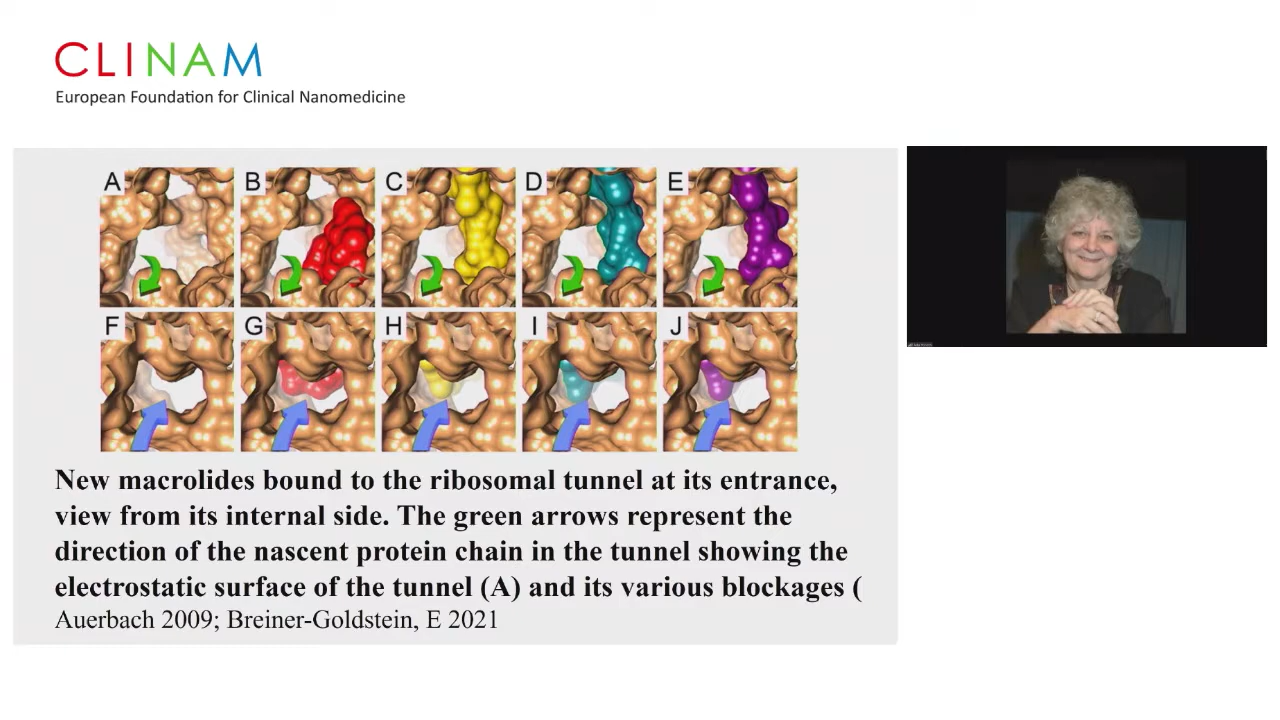 CLINAM
European Foundation for Clinical Nanomedicine
A B C D E
F G H I J
New macrolides bound to the ribosomal tunnel at its entrance,
view from its internal side. The green arrows represent the
direction of the nascent protein chain in the tunnel showing the
electrostatic surface of the tunnel (A) and its various blockages (
Auerbach 2009; Breiner-Goldstein, E 2021